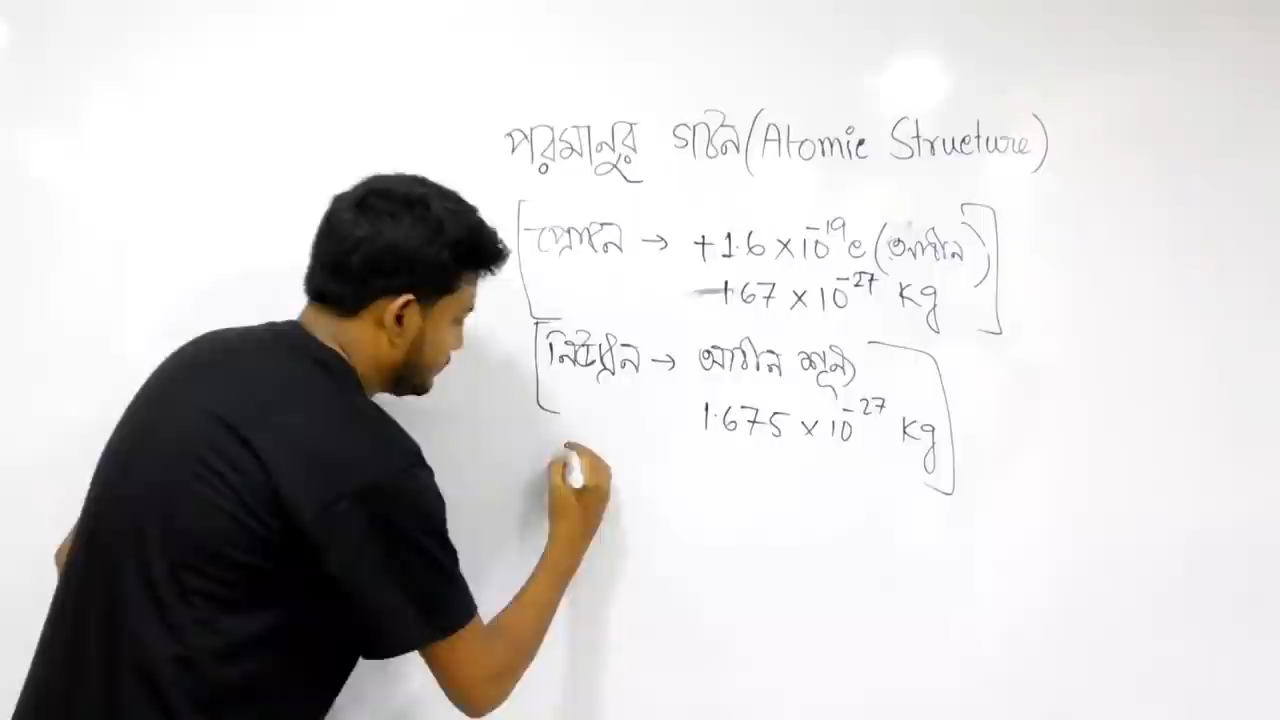 পরমানুর গঠন (Atomic Structure)
প্রোটন → +1.6 × 10⁻¹⁹ c (আধান)
1.67 × 10⁻²⁷ kg
নিউট্রন → আধান শূন্য
1.675 × 10⁻²⁷ kg